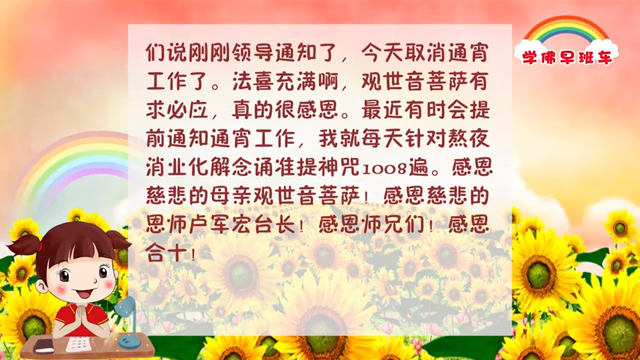 学佛早班车
们说刚刚领导通知了，今天取消通宵
工作了。法喜充满啊，观世音菩萨有
求必应，真的很感恩。最近有时会提
前通知通宵工作，我就每天针对熬夜
消业化解念诵准提神咒1008遍。感恩
慈悲的母亲观世音菩萨！感恩慈悲的
恩师卢军宏台长！感恩师兄们！感恩
合十！